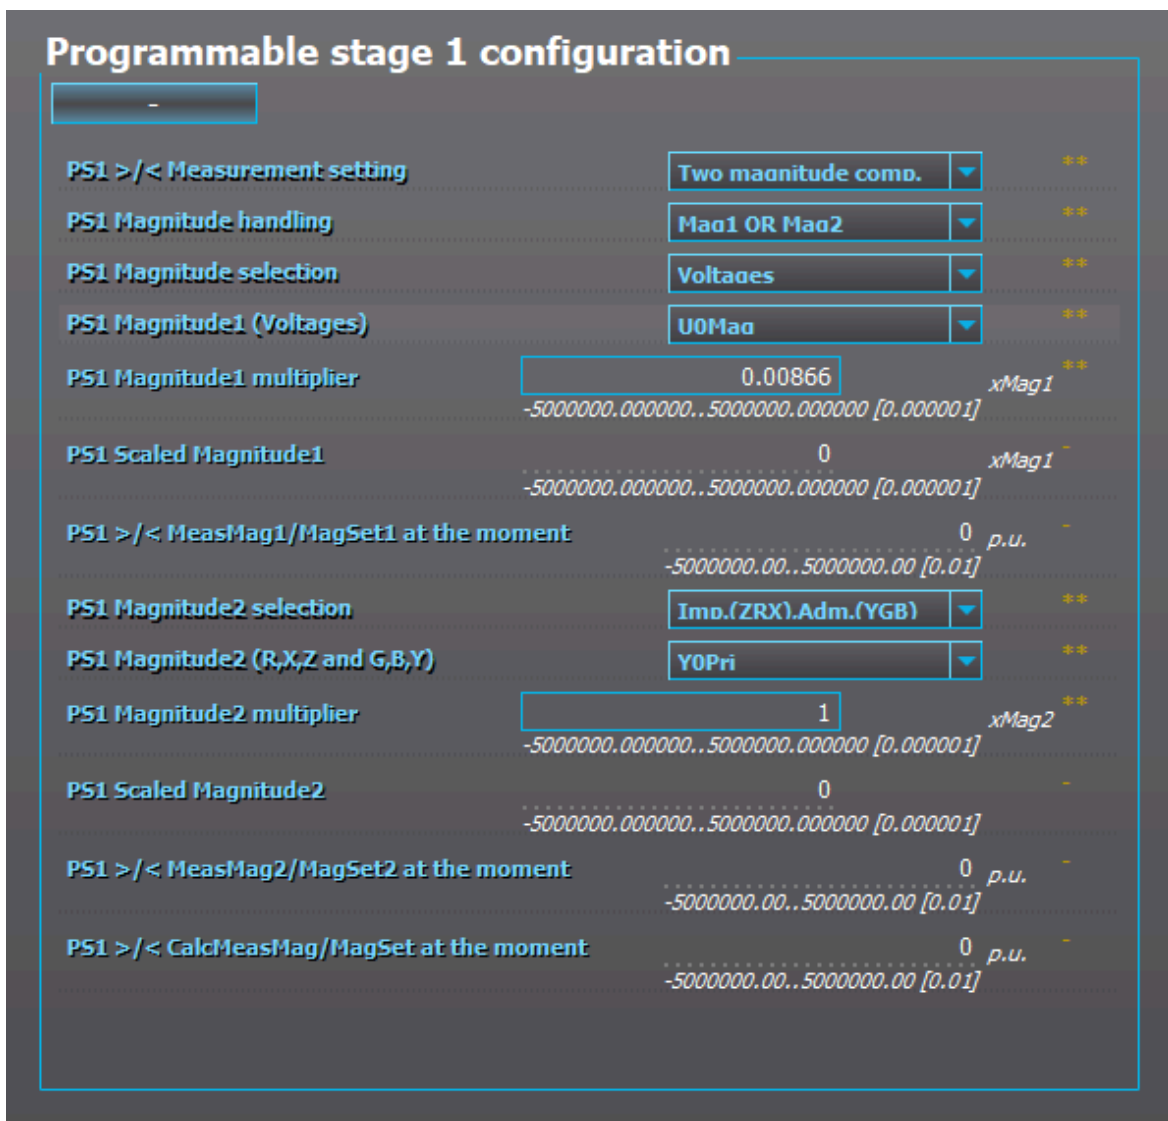 Programmable stage 1 configuration
-
PS1 >/< Measurement setting Two magnitude comp. **
PS1 Magnitude handling Mag1 OR Mag2 **
PS1 Magnitude selection Voltages **
PS1 Magnitude1 (Voltages) U0Mag **
PS1 Magnitude1 multiplier 0.00866 xMag1 **
-5000000.000000..5000000.000000 [0.000001]
PS1 Scaled Magnitude1 0 xMag1 -
-5000000.000000..5000000.000000 [0.000001]
PS1 >/< MeasMag1/MagSet1 at the moment 0 p.u. -
-5000000.00..5000000.00 [0.01]
PS1 Magnitude2 selection Imp.(ZRX),Adm.(YGB) **
PS1 Magnitude2 (R,X,Z and G,B,Y) Y0Pri **
PS1 Magnitude2 multiplier 1 xMag2 **
-5000000.000000..5000000.000000 [0.000001]
PS1 Scaled Magnitude2 0 -
-5000000.000000..5000000.000000 [0.000001]
PS1 >/< MeasMag2/MagSet2 at the moment 0 p.u. -
-5000000.00..5000000.00 [0.01]
PS1 >/< CalcMeasMag/MagSet at the moment 0 p.u. -
-5000000.00..5000000.00 [0.01]